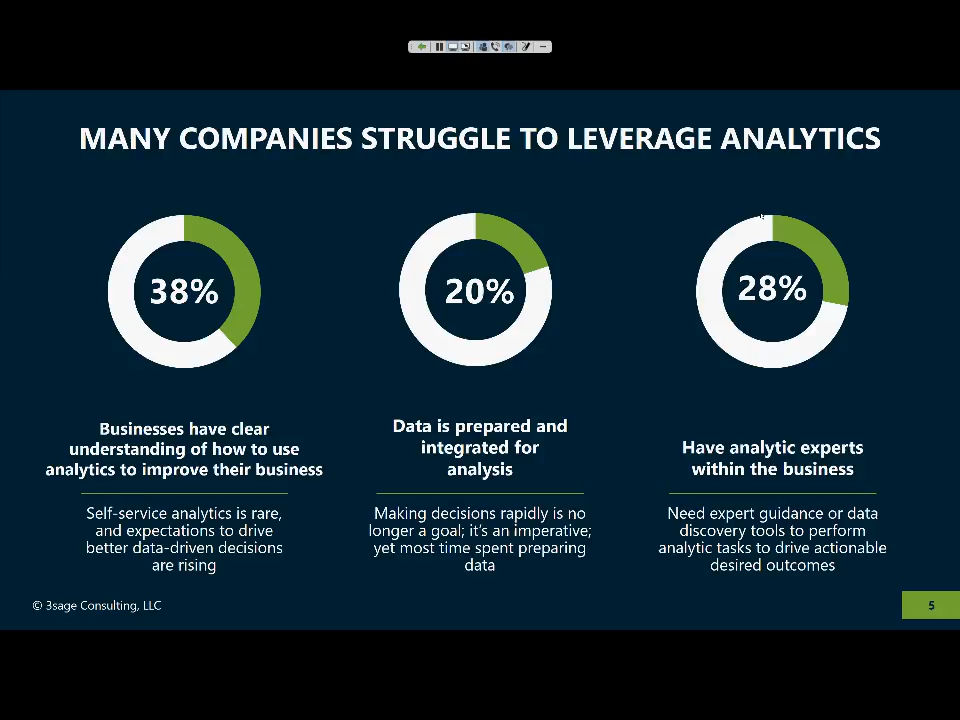 MANY COMPANIES STRUGGLE TO LEVERAGE ANALYTICS
38%
20%
28%
Businesses have clear
understanding of how to use
analytics to improve their business
Data is prepared and
integrated for
analysis
Have analytic experts
within the business
Self-service analytics is rare,
and expectations to drive
better data-driven decisions
are rising
Making decisions rapidly is no
longer a goal; it's an imperative;
yet most time spent preparing
data
Need expert guidance or data
discovery tools to perform
analytic tasks to drive actionable
desired outcomes
© 3sage Consulting, LLC
5